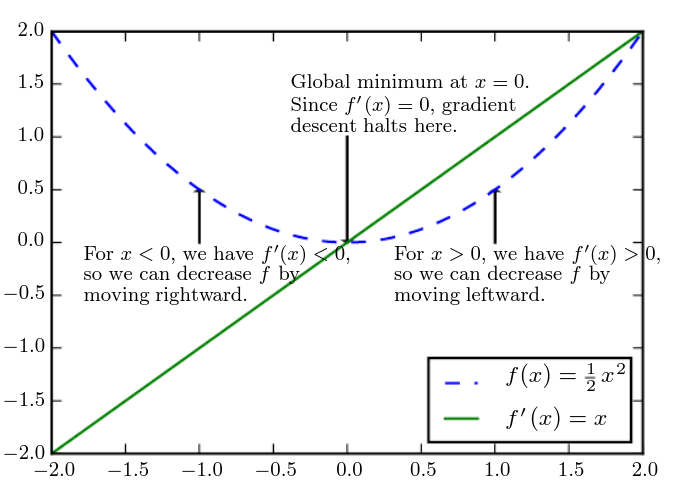 2.0
1.5
1.0
0.5
0.0
−0.5
−1.0
−1.5
−2.0
Global minimum at x = 0.
Since f′(x) = 0, gradient
descent halts here.
For x < 0, we have f′(x) < 0,
so we can decrease f by
moving rightward.
For x > 0, we have f′(x) > 0,
so we can decrease f by
moving leftward.
f(x) = ½ x²
f′(x) = x
−2.0 −1.5 −1.0 −0.5 0.0 0.5 1.0 1.5 2.0